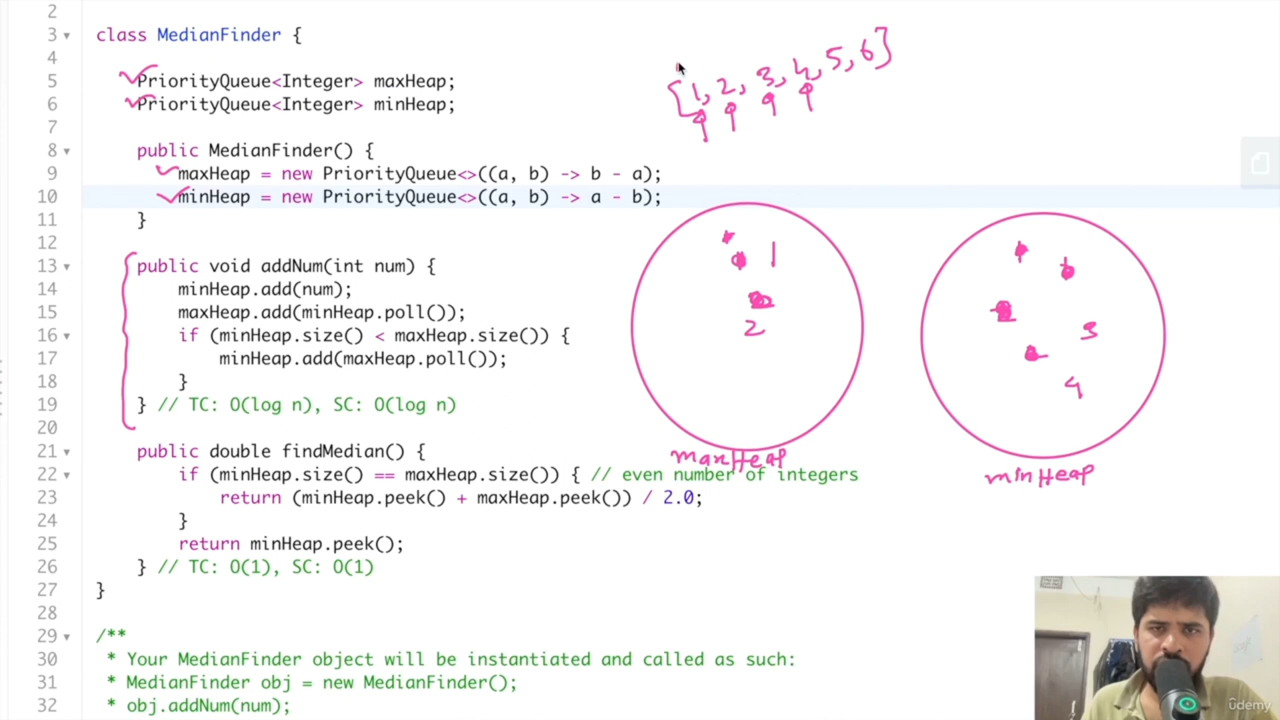 2
3 class MedianFinder {
4
5 PriorityQueue<Integer> maxHeap;
6 PriorityQueue<Integer> minHeap;
7
8 public MedianFinder() {
9 maxHeap = new PriorityQueue<>((a, b) -> b - a);
10 minHeap = new PriorityQueue<>((a, b) -> a - b);
11 }
12
13 public void addNum(int num) {
14 minHeap.add(num);
15 maxHeap.add(minHeap.poll());
16 if (minHeap.size() < maxHeap.size()) {
17 minHeap.add(maxHeap.poll());
18 }
19 } // TC: O(log n), SC: O(log n)
20
21 public double findMedian() {
22 if (minHeap.size() == maxHeap.size()) { // even number of integers
23 return (minHeap.peek() + maxHeap.peek()) / 2.0;
24 }
25 return minHeap.peek();
26 } // TC: O(1), SC: O(1)
27 }
28
29 /**
30 * Your MedianFinder object will be instantiated and called as such:
31 * MedianFinder obj = new MedianFinder();
32 * obj.addNum(num);
[1, 2, 3, 4, 5, 6]
1
2
maxHeap
3
4
minHeap
ûdemy